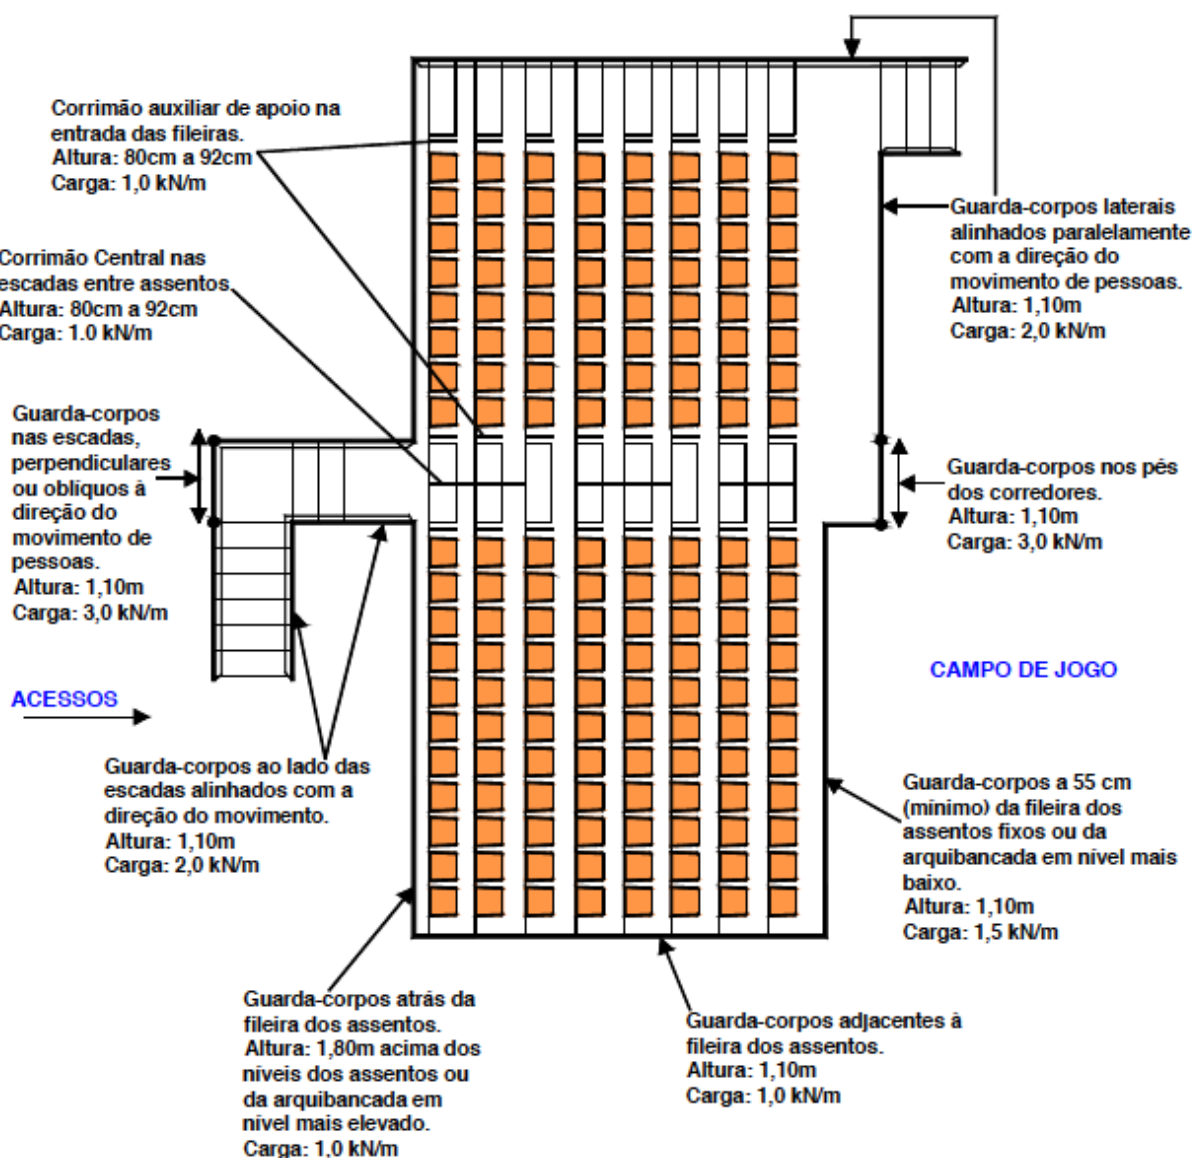 Corrimão auxiliar de apoio na
entrada das fileiras.
Altura: 80cm a 92cm
Carga: 1,0 kN/m
Corrimão Central nas
escadas entre assentos
Altura: 80cm a 92cm
Carga: 1.0 kN/m
Guarda-corpos
nas escadas,
perpendiculares
ou oblíquos à
direção do
movimento de
pessoas.
Altura: 1,10m
Carga: 3,0 kN/m
ACESSOS
Guarda-corpos ao lado das
escadas alinhados com a
direção do movimento.
Altura: 1,10m
Carga: 2,0 kN/m
Guarda-corpos atrás da
fileira dos assentos.
Altura: 1,80m acima dos
níveis dos assentos ou
da arquibancada em
nível mais elevado.
Carga: 1,0 kN/m
Guarda-corpos laterais
alinhados paralelamente
com a direção do
movimento de pessoas.
Altura: 1,10m
Carga: 2,0 kN/m
Guarda-corpos nos pés
dos corredores.
Altura: 1,10m
Carga: 3,0 kN/m
CAMPO DE JOGO
Guarda-corpos a 55 cm
(mínimo) da fileira dos
assentos fixos ou da
arquibancada em nível mais
baixo.
Altura: 1,10m
Carga: 1,5 kN/m
Guarda-corpos adjacentes à
fileira dos assentos.
Altura: 1,10m
Carga: 1,0 kN/m